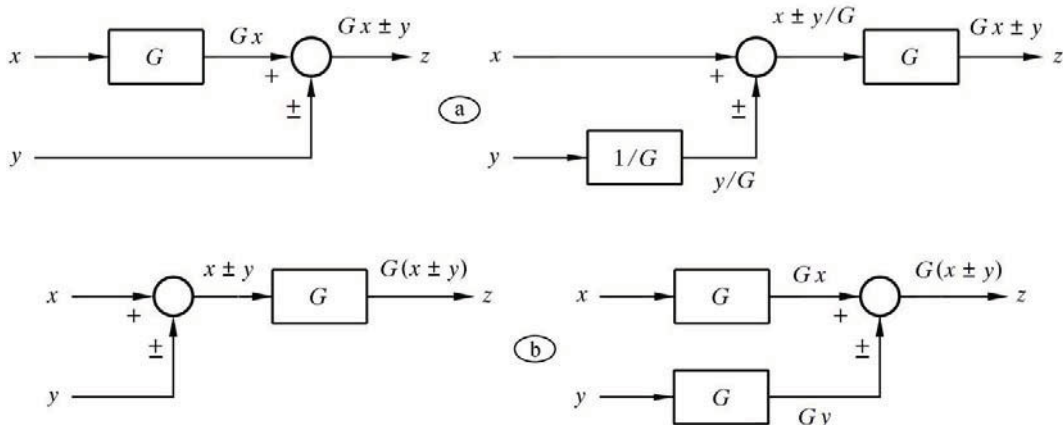 x G Gx + ± Gx ± y z
y
a
x + ± x ± y/G G Gx ± y z
y 1/G y/G
x + ± x ± y G G(x ± y) z
y
b
x G Gx + ± G(x ± y) z
y G Gy